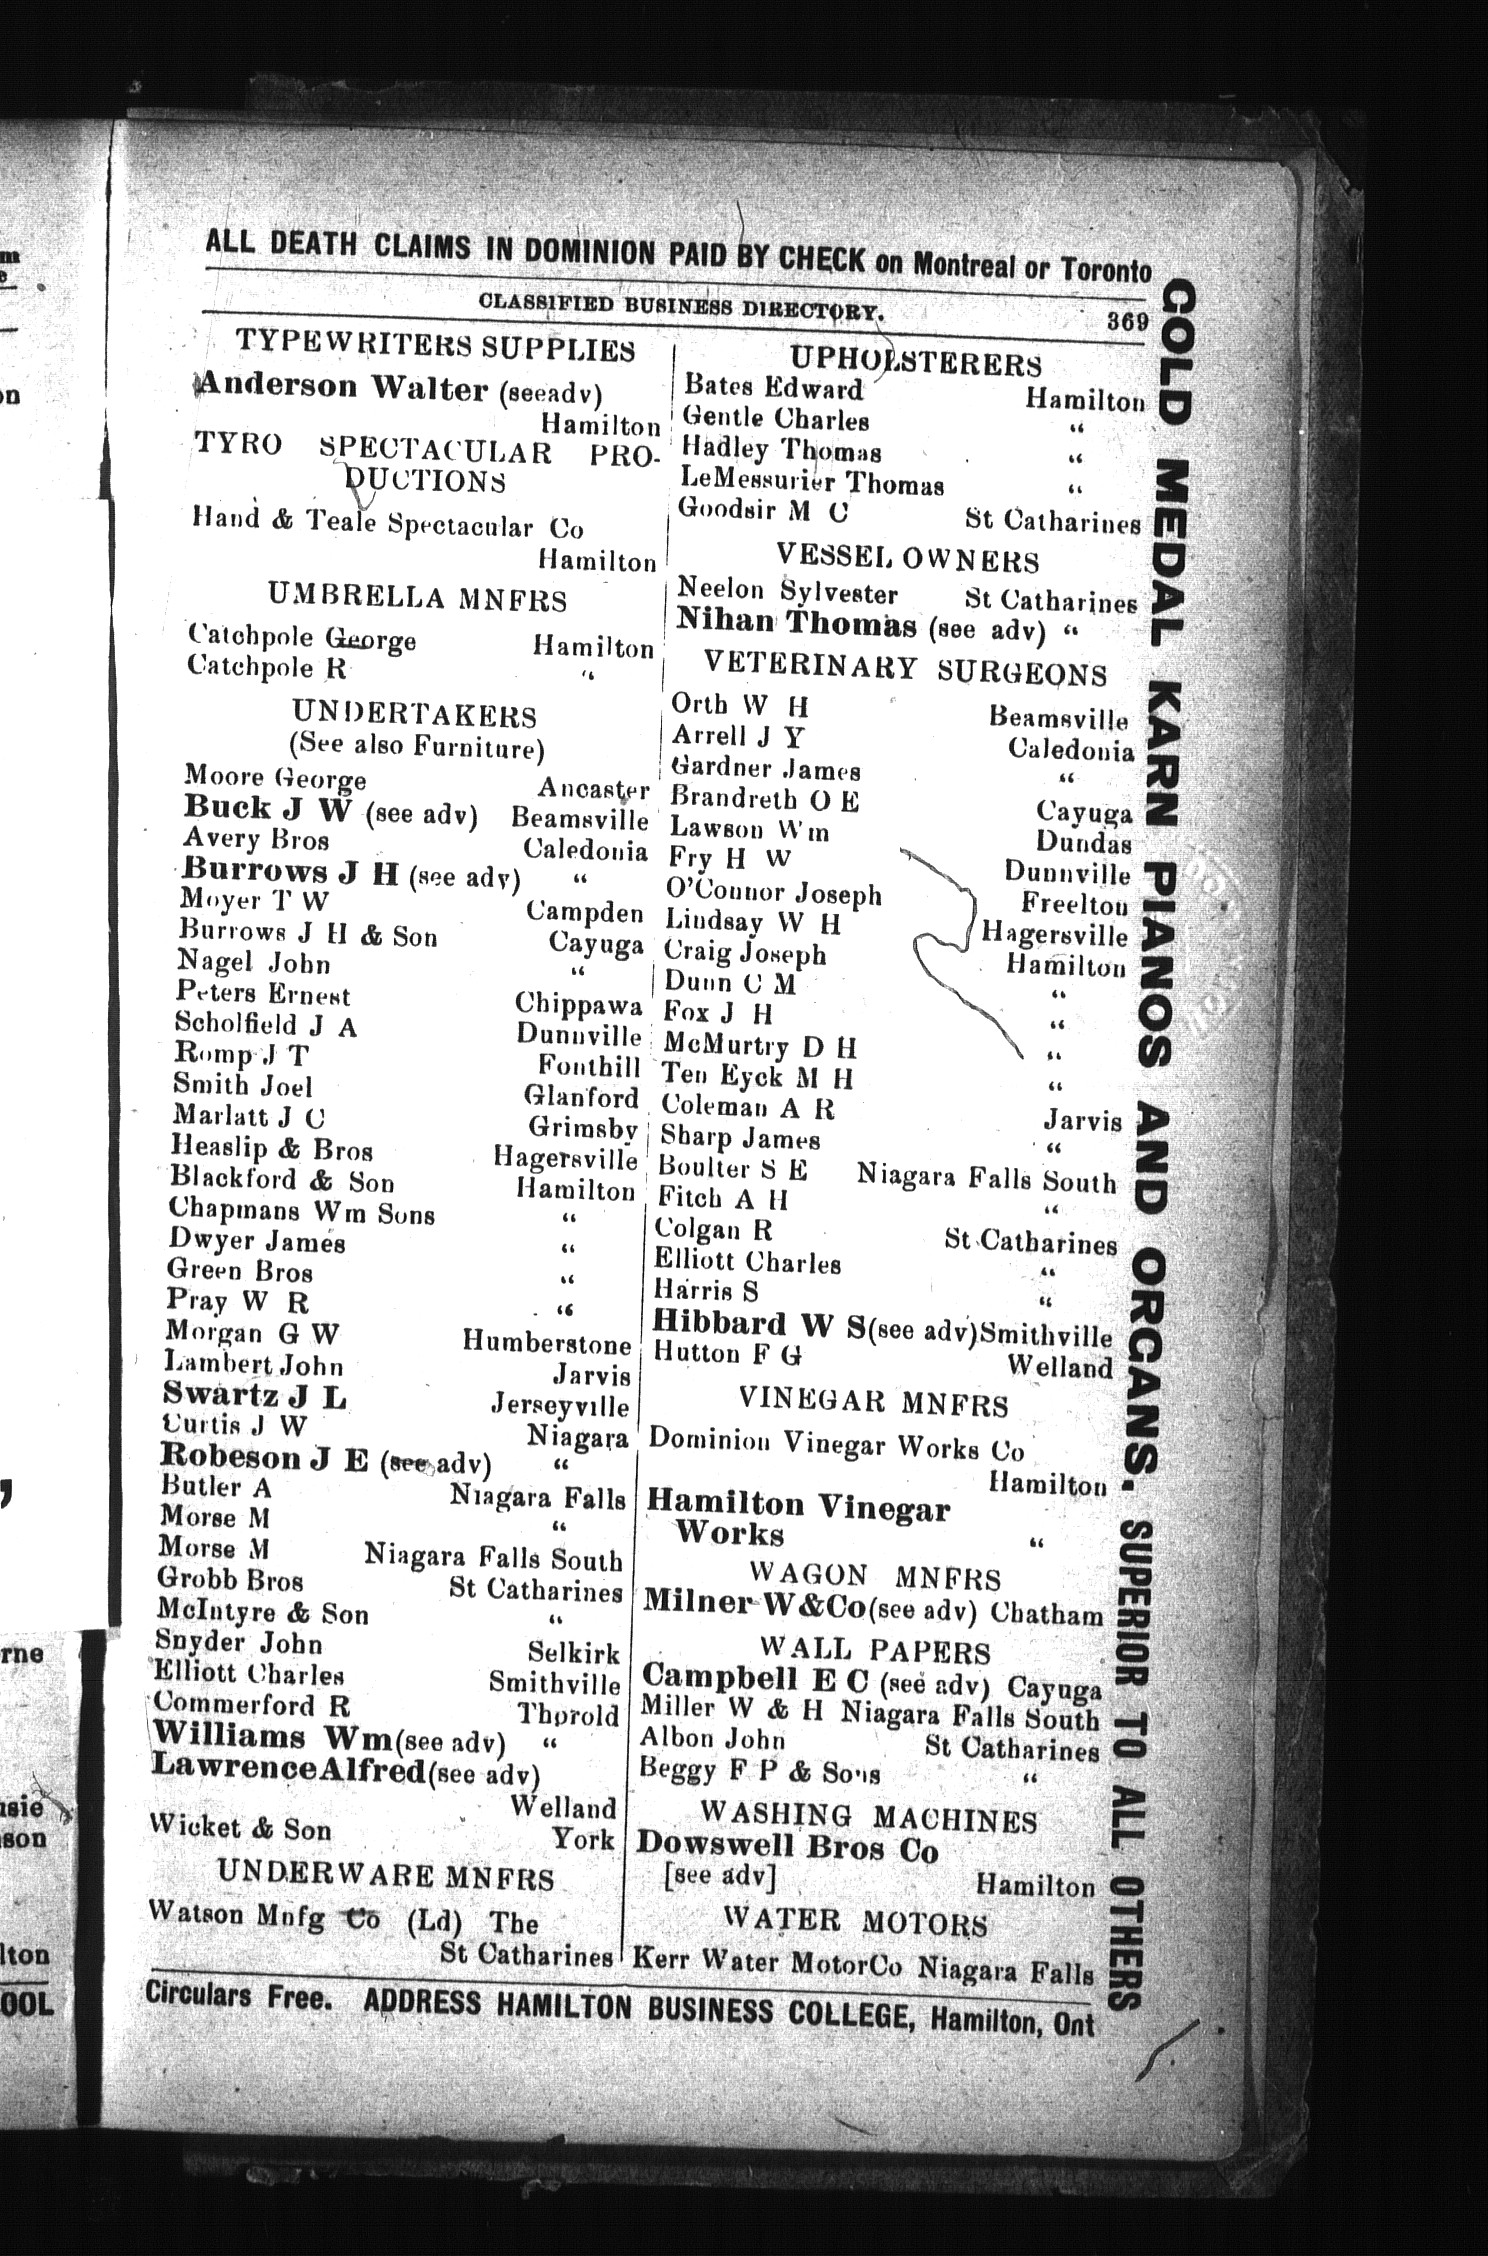 ALL DEATH CLAIMS IN DOMINION PAID BY CHECK on Montreal or Toronto
CLASSIFIED BUSINESS DIRECTORY. 369
TYPEWRITERS SUPPLIES
Anderson Walter (seeadv)
Hamilton
TYRO SPECTACULAR PRO-
DUCTIONS
Hand & Teale Spectacular Co
Hamilton
UMBRELLA MNFRS
Catchpole George Hamilton
Catchpole R “
UNDERTAKERS
(See also Furniture)
Moore George Ancaster
Buck J W (see adv) Beamsville
Avery Bros Caledonia
Burrows J H (see adv) “
Moyer T W Campden
Burrows J H & Son Cayuga
Nagel John “
Peters Ernest Chippawa
Scholfield J A Dunnville
Romp J T Fonthill
Smith Joel Glanford
Marlatt J C Grimsby
Heaslip & Bros Hagersville
Blackford & Son Hamilton
Chapmans Wm Sons “
Dwyer James “
Green Bros “
Pray W R “
Morgan G W Humberstone
Lambert John Jarvis
Swartz J L Jerseyville
Curtis J W Niagara
Robeson J E (see adv) “
Butler A Niagara Falls
Morse M “
Morse M Niagara Falls South
Grobb Bros St Catharines
McIntyre & Son “
Snyder John Selkirk
Elliott Charles Smithville
Commerford R Thorold
Williams Wm(see adv) “
LawrenceAlfred(see adv)
Welland
Wicket & Son York
UNDERWARE MNFRS
Watson Mnfg Co (Ld) The
St Catharines
UPHOLSTERERS
Bates Edward Hamilton
Gentle Charles “
Hadley Thomas “
LeMessurier Thomas “
Goodsir M C St Catharines
VESSEL OWNERS
Neelon Sylvester St Catharines
Nihan Thomas (see adv) “
VETERINARY SURGEONS
Orth W H Beamsville
Arrell J Y Caledonia
Gardner James “
Brandreth O E Cayuga
Lawson Wm Dundas
Fry H W Dunnville
O'Connor Joseph Freelton
Lindsay W H Hagersville
Craig Joseph Hamilton
Dunn C M “
Fox J H “
McMurtry D H “
Ten Eyck M H “
Coleman A R Jarvis
Sharp James “
Boulter S E Niagara Falls South
Fitch A H “
Colgan R St Catharines
Elliott Charles “
Harris S “
Hibbard W S(see adv)Smithville
Hutton F G Welland
VINEGAR MNFRS
Dominion Vinegar Works Co
Hamilton
Hamilton Vinegar
Works “
WAGON MNFRS
Milner W&Co(see adv) Chatham
WALL PAPERS
Campbell E C (see adv) Cayuga
Miller W & H Niagara Falls South
Albon John St Catharines
Beggy F P & Sons “
WASHING MACHINES
Dowswell Bros Co
[see adv] Hamilton
WATER MOTORS
Kerr Water MotorCo Niagara Falls
Circulars Free. ADDRESS HAMILTON BUSINESS COLLEGE, Hamilton, Ont
GOLD MEDAL KARN PIANOS AND ORGANS. SUPERIOR TO ALL OTHERS